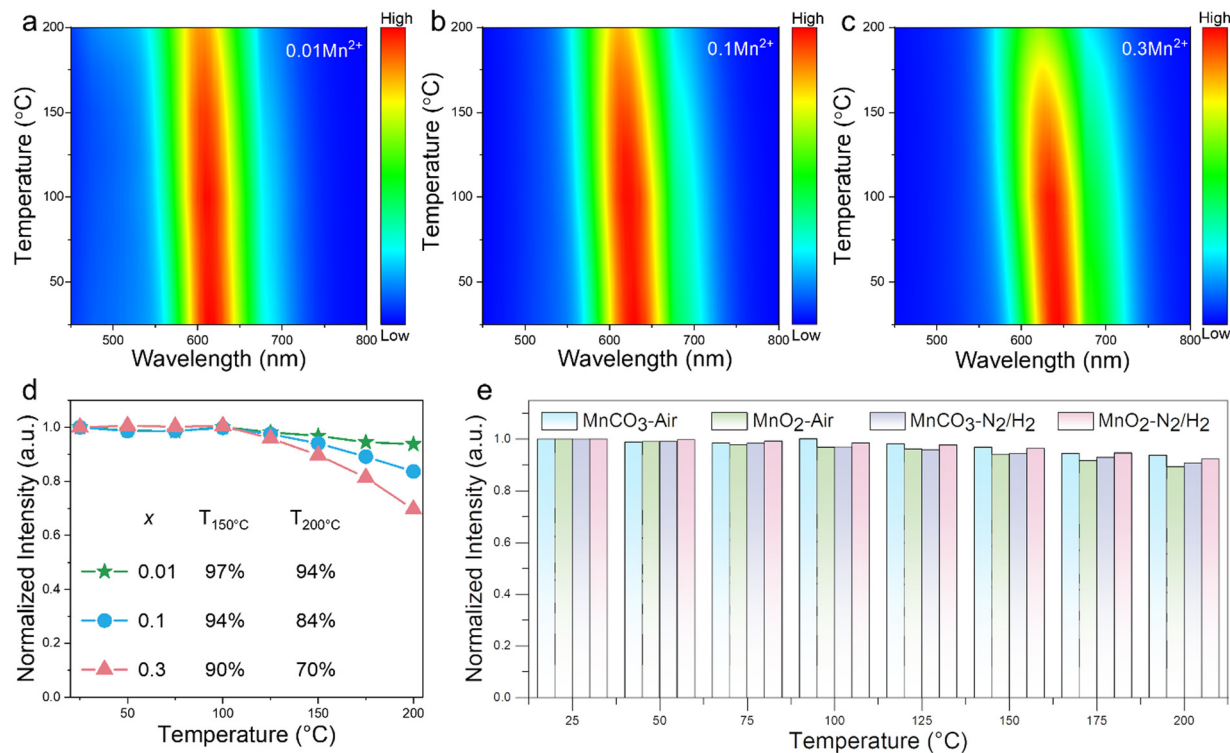 a
0.01Mn²⁺
High
Low
Temperature (°C)
200
150
100
50
500 600 700 800
Wavelength (nm)
b
0.1Mn²⁺
High
Low
Temperature (°C)
200
150
100
50
500 600 700 800
Wavelength (nm)
c
0.3Mn²⁺
High
Low
Temperature (°C)
200
150
100
50
500 600 700 800
Wavelength (nm)
d
Normalized Intensity (a.u.)
1.0
0.8
0.6
0.4
0.2
0.0
x T150°C T200°C
0.01 97% 94%
0.1 94% 84%
0.3 90% 70%
50 100 150 200
Temperature (°C)
e
MnCO₃-Air MnO₂-Air MnCO₃-N₂/H₂ MnO₂-N₂/H₂
Normalized Intensity (a.u.)
1.0
0.8
0.6
0.4
0.2
0.0
25 50 75 100 125 150 175 200
Temperature (°C)